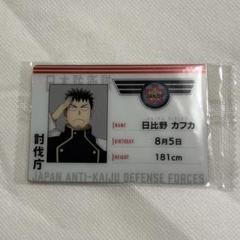 日本防衛隊
NAME 日比野 カフカ
BIRTHDAY 8月5日
HEIGHT 181cm
討伐庁
JAPAN ANTI-KAIJU DEFENSE FORCES